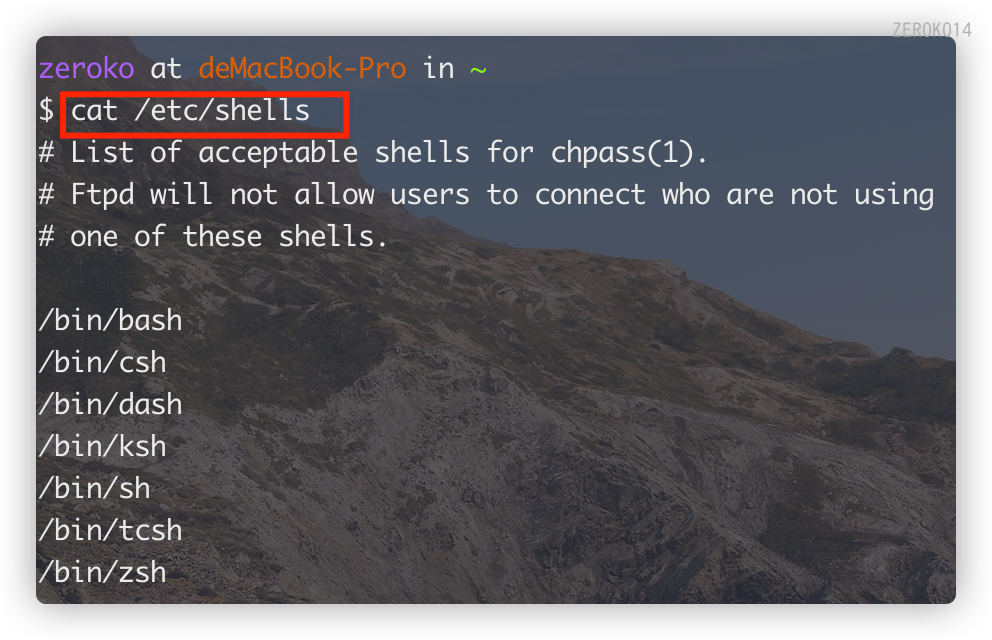 ZEROKO14
zeroko at deMacBook-Pro in ~
$ cat /etc/shells
# List of acceptable shells for chpass(1).
# Ftpd will not allow users to connect who are not using
# one of these shells.
/bin/bash
/bin/csh
/bin/dash
/bin/ksh
/bin/sh
/bin/tcsh
/bin/zsh